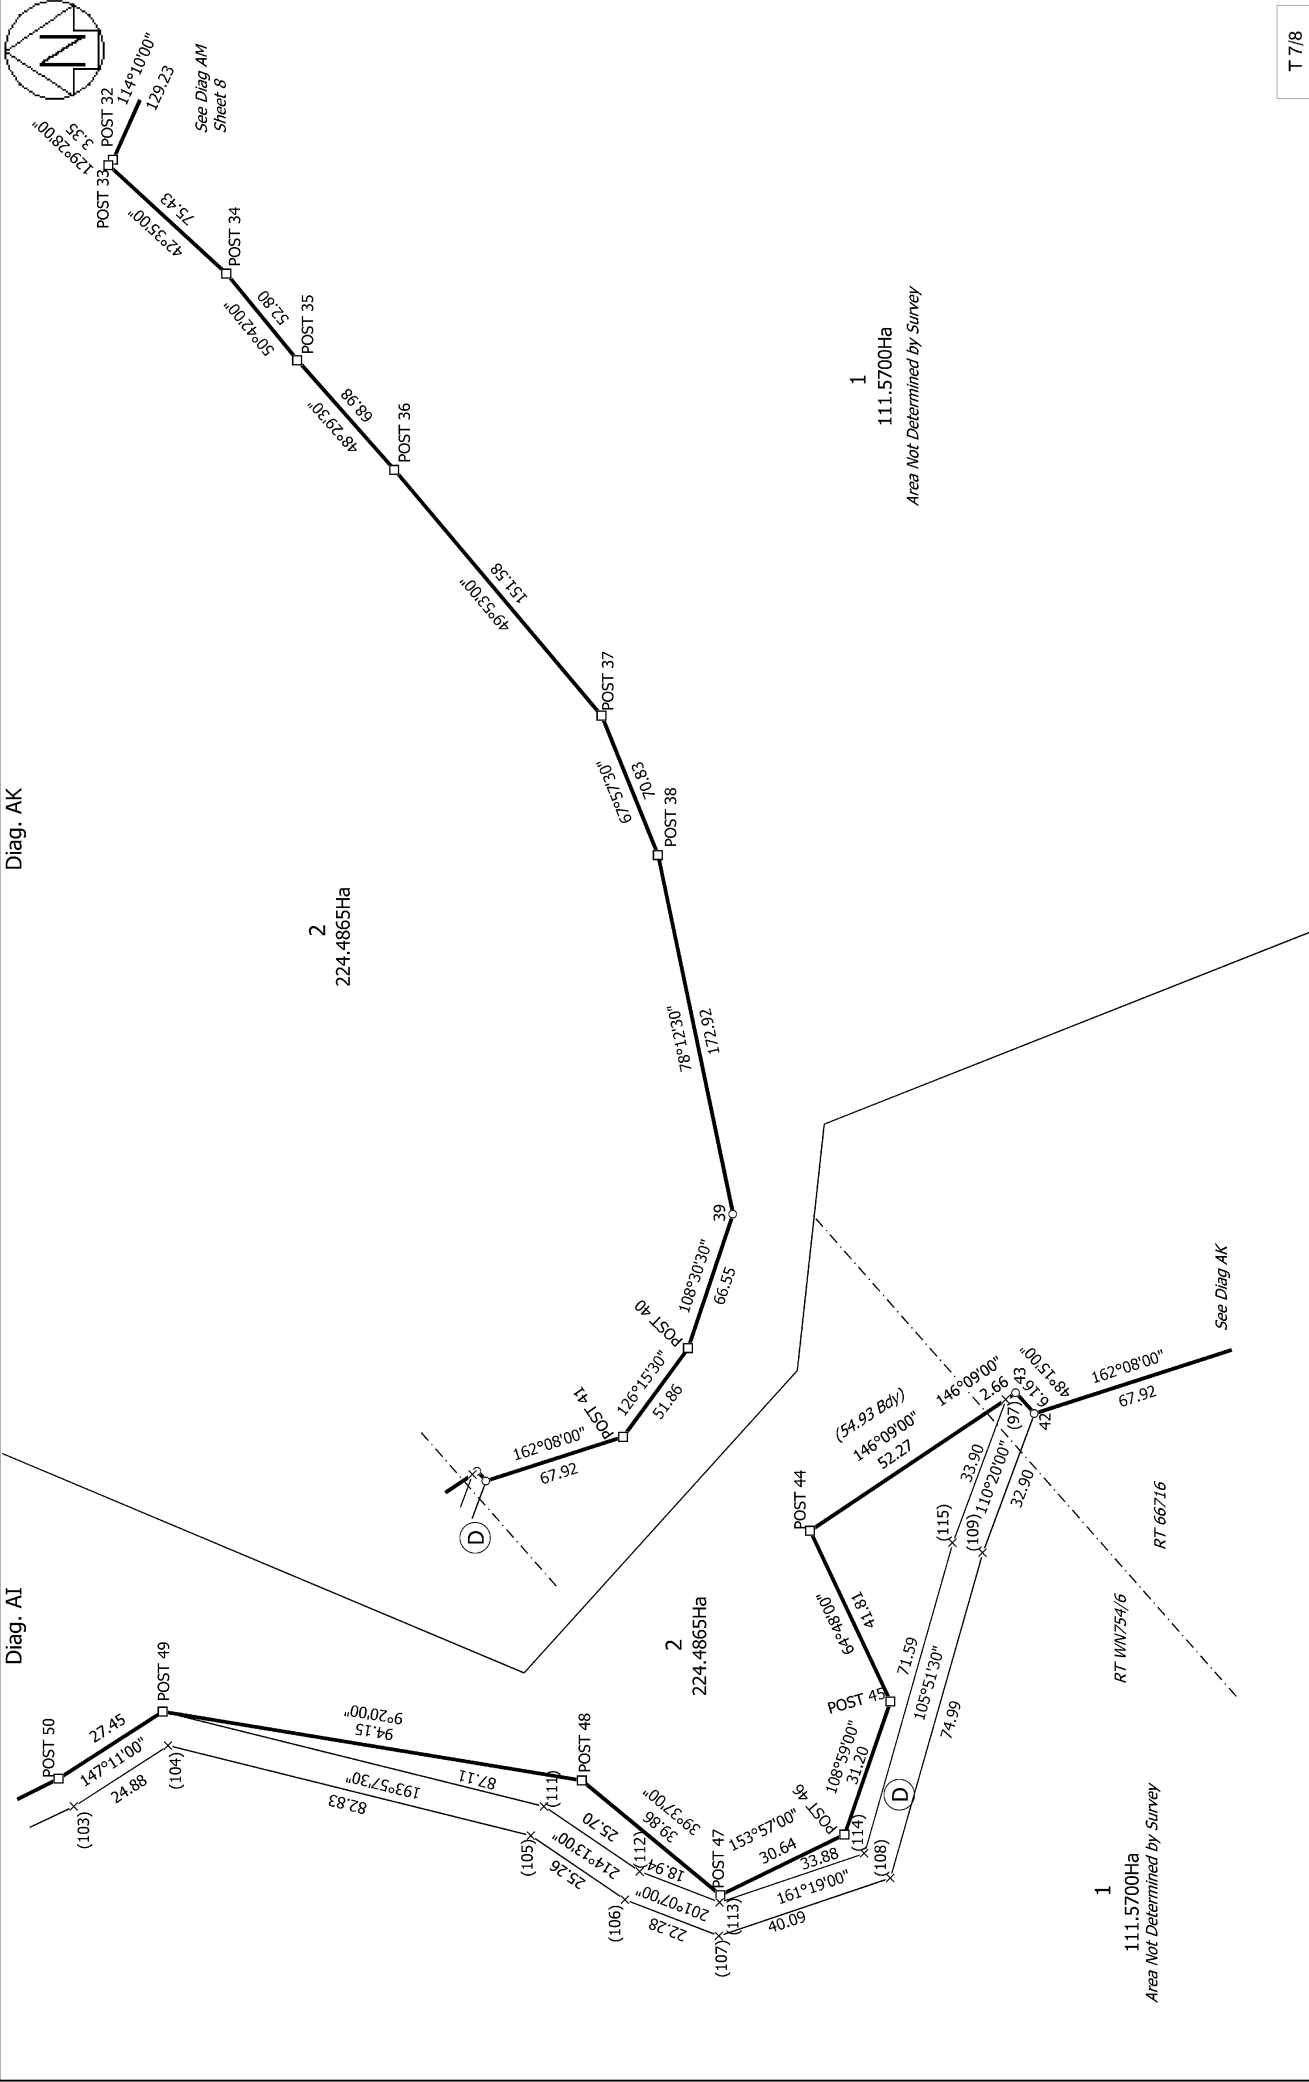 Diag. AK
N
POST 32
114°10'00"
129.23
See Diag AM
Sheet 8
129°28'00"
3.35
POST 33
42°35'00"
75.43
POST 34
50°42'00"
52.80
POST 35
48°29'30"
68.98
POST 36
49°53'00"
151.58
POST 37
67°57'30"
70.83
POST 38
78°12'30"
172.92
39
108°30'30"
66.55
POST 40
126°15'30"
51.86
POST 41
162°08'00"
67.92
D
2
224.4865Ha
1
111.5700Ha
Area Not Determined by Survey
Diag. AI
POST 50
27.45
147°11'00"
24.88
(103)
(104)
POST 49
9°20'00"
94.15
87.11
193°57'30"
82.83
POST 48
(111)
(105)
25.70
214°13'00"
25.26
39°37'00"
39.86
(112)
(106)
18.94
201°07'00"
22.28
POST 47
(113)
(107)
153°57'00"
30.64
33.88
161°19'00"
40.09
POST 46
(114)
(108)
108°59'00"
31.20
POST 45
64°48'00"
41.81
POST 44
(54.93 Bdy)
146°09'00"
52.27
146°09'00"
2.66
43
(97)
6.16
48°15'00"
42
162°08'00"
67.92
See Diag AK
33.90
110°20'00"
32.90
(115)
(109)
71.59
105°51'30"
74.99
D
2
224.4865Ha
RT 66716
RT WN754/6
1
111.5700Ha
Area Not Determined by Survey
T 7/8